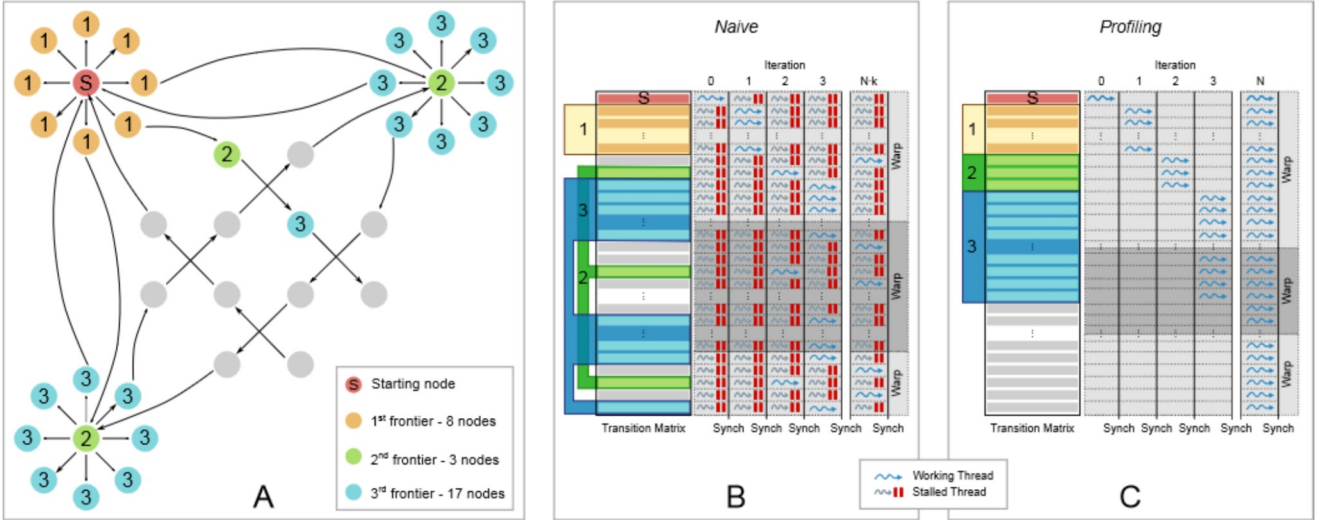 1
1
1
1
S
1
1
1
1
3
3
3
3
2
3
3
3
3
2
3
3
3
3
3
3
2
3
3
3
3
S Starting node
1st frontier - 8 nodes
2nd frontier - 3 nodes
3rd frontier - 17 nodes
A
Naive
Iteration
0 1 2 3 N-k
S
1
3
2
Warp
Warp
Warp
Transition Matrix Synch Synch Synch Synch Synch
B
Working Thread
Stalled Thread
Profiling
Iteration
0 1 2 3 N
S
1
2
3
Warp
Warp
Warp
Transition Matrix Synch Synch Synch Synch Synch
C